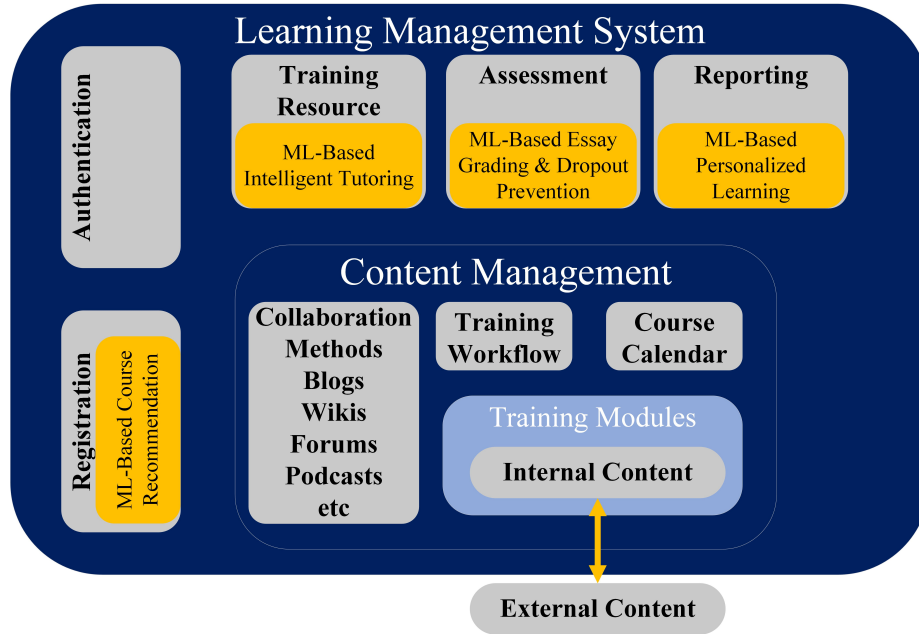 Learning Management System
Authentication
Training
Resource
ML-Based
Intelligent Tutoring
Assessment
ML-Based Essay
Grading & Dropout
Prevention
Reporting
ML-Based
Personalized
Learning
Registration
ML-Based Course
Recommendation
Content Management
Collaboration
Methods
Blogs
Wikis
Forums
Podcasts
etc
Training
Workflow
Course
Calendar
Training Modules
Internal Content
External Content